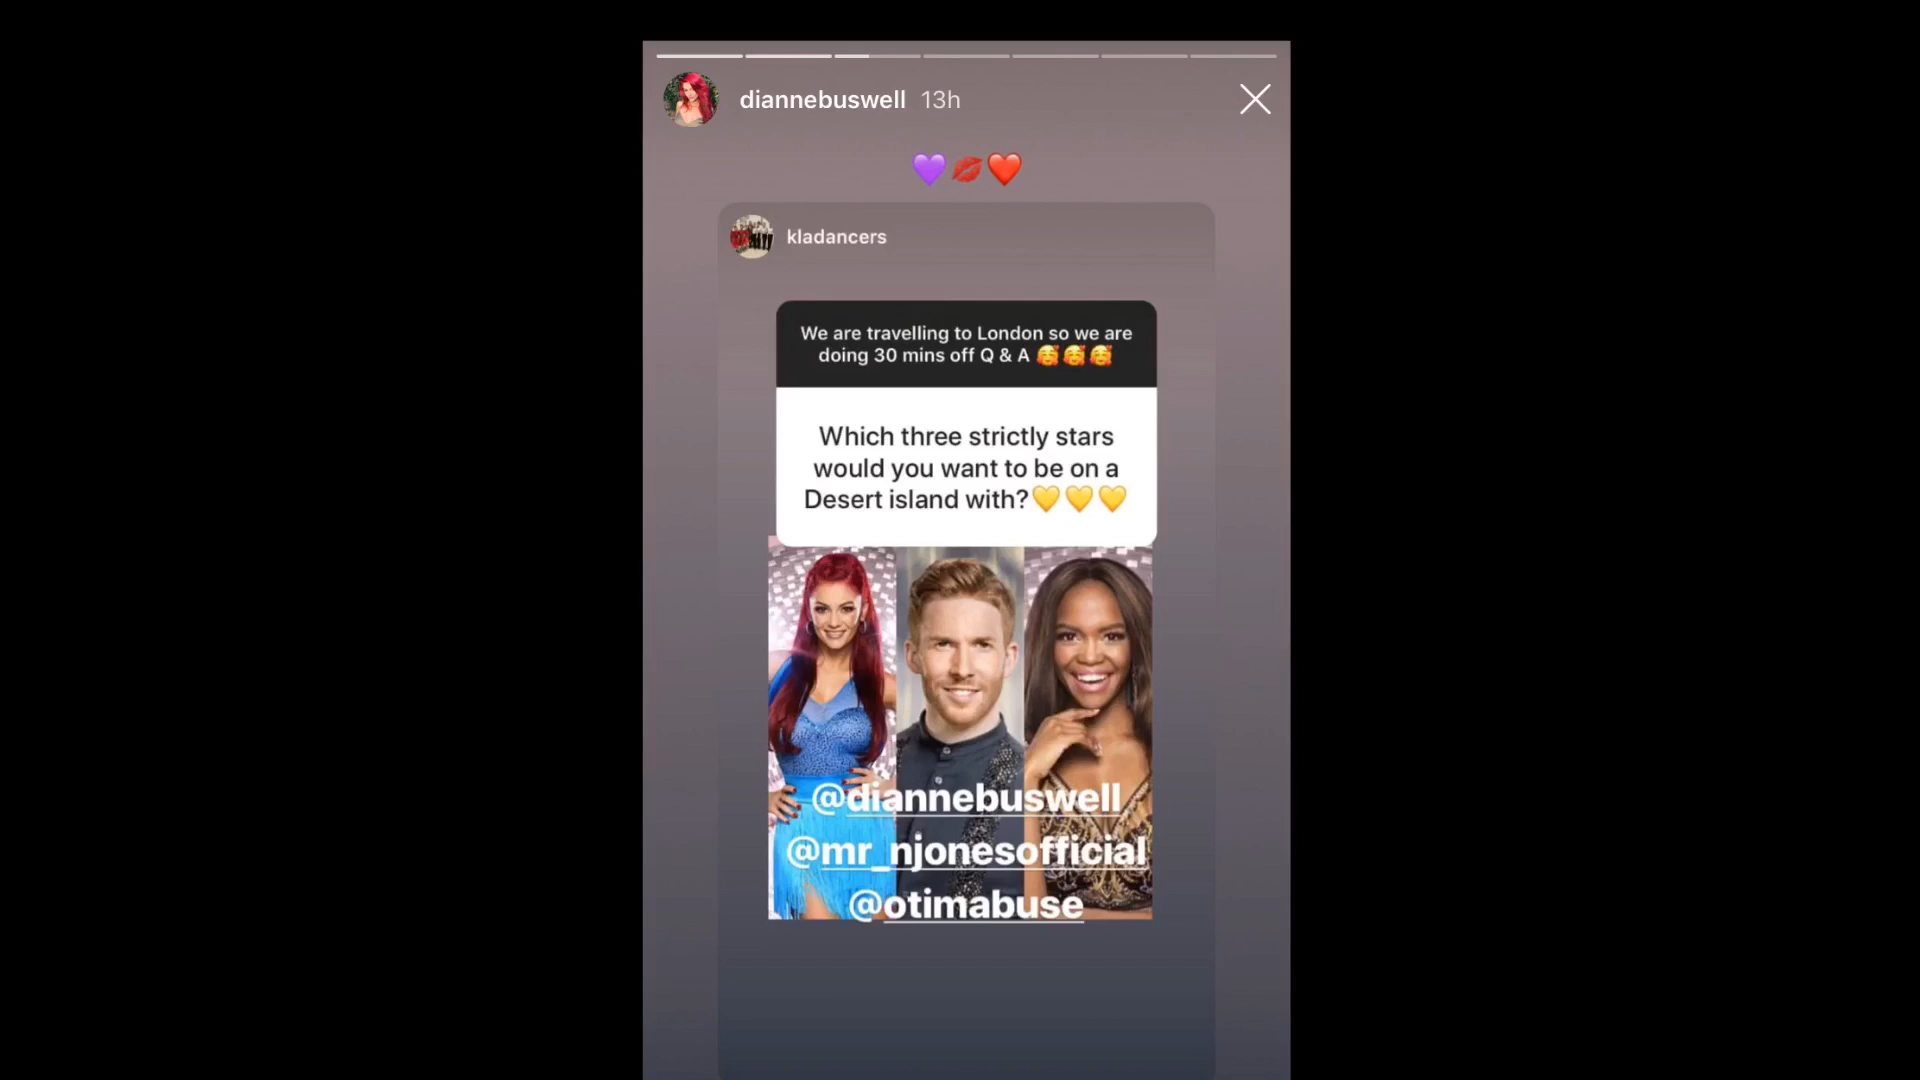 diannebuswell 13h
💜💋❤️
kladancers
We are travelling to London so we are
doing 30 mins off Q & A 🥰🥰🥰
Which three strictly stars
would you want to be on a
Desert island with?💛💛💛
@diannebuswell
@mr_njonesofficial
@otimabuse